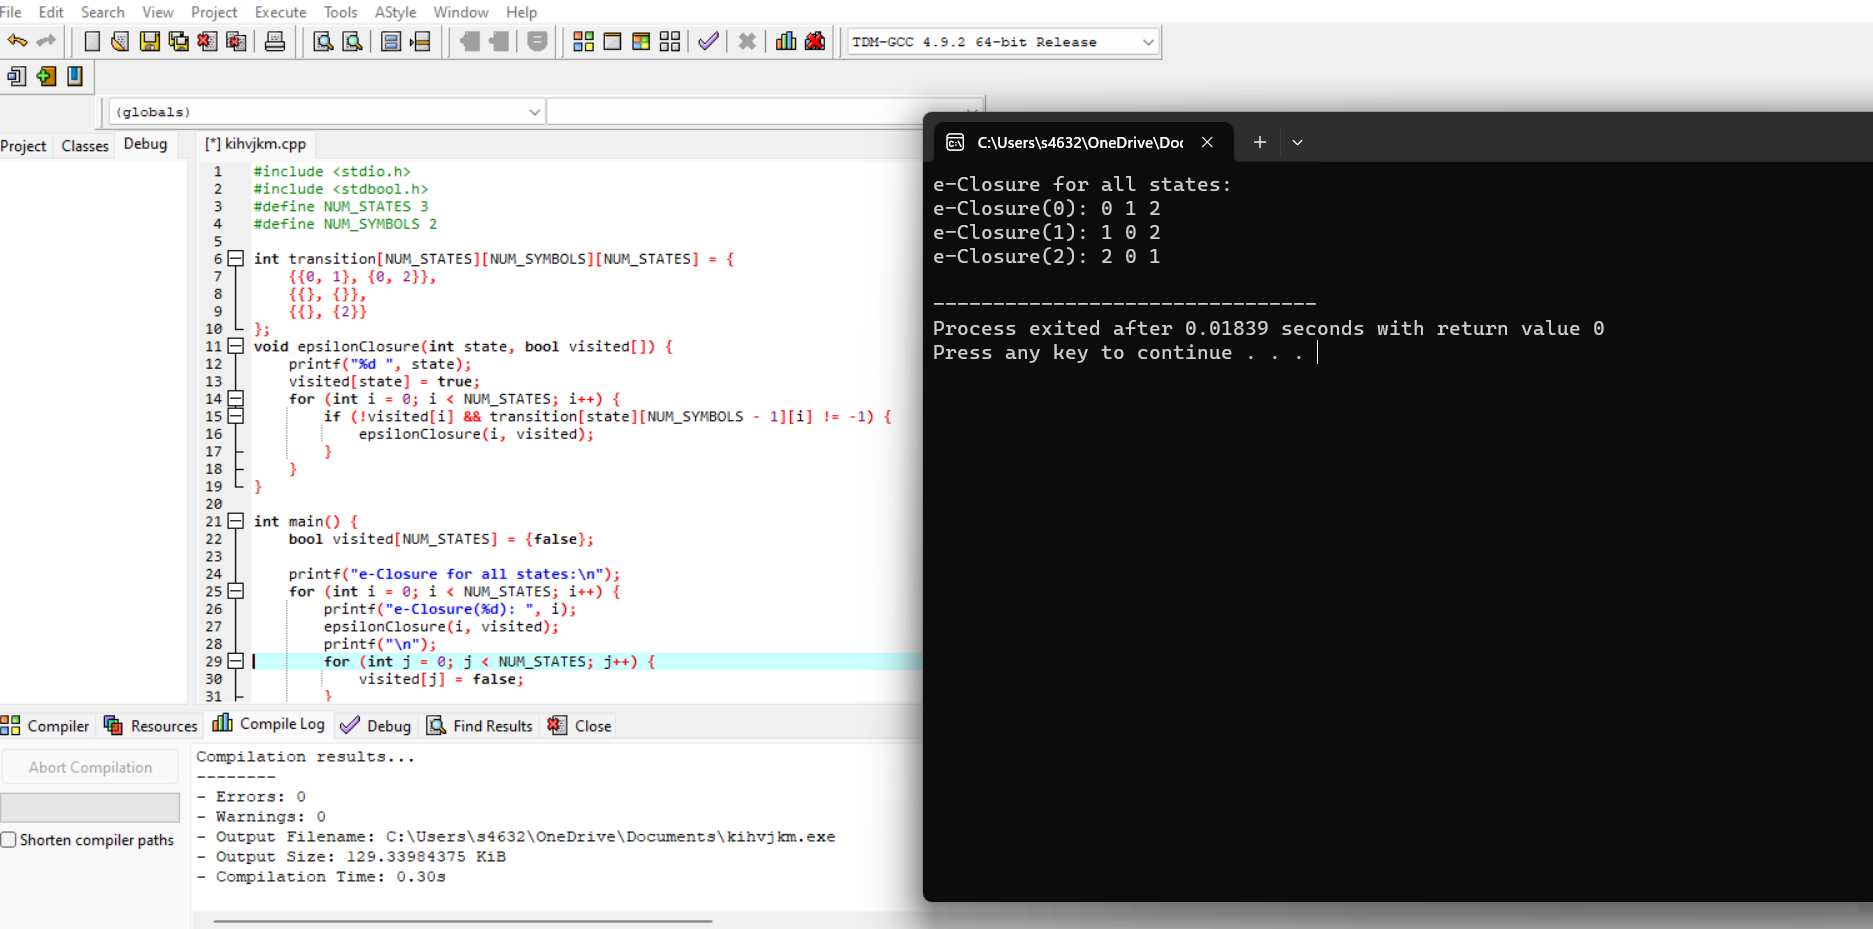 File Edit Search View Project Execute Tools AStyle Window Help
TDM-GCC 4.9.2 64-bit Release
(globals)
Project Classes Debug
[*] kihvjkm.cpp
1 #include <stdio.h>
2 #include <stdbool.h>
3 #define NUM_STATES 3
4 #define NUM_SYMBOLS 2
5
6 int transition[NUM_STATES][NUM_SYMBOLS][NUM_STATES] = {
7 {{0, 1}, {0, 2}},
8 {{}, {}},
9 {{}, {2}}
10 };
11 void epsilonClosure(int state, bool visited[]) {
12 printf("%d ", state);
13 visited[state] = true;
14 for (int i = 0; i < NUM_STATES; i++) {
15 if (!visited[i] && transition[state][NUM_SYMBOLS - 1][i] != -1) {
16 epsilonClosure(i, visited);
17 }
18 }
19 }
20
21 int main() {
22 bool visited[NUM_STATES] = {false};
23
24 printf("e-Closure for all states:\n");
25 for (int i = 0; i < NUM_STATES; i++) {
26 printf("e-Closure(%d): ", i);
27 epsilonClosure(i, visited);
28 printf("\n");
29 for (int j = 0; j < NUM_STATES; j++) {
30 visited[j] = false;
31 }
Compiler Resources Compile Log Debug Find Results Close
Abort Compilation
Shorten compiler paths
Compilation results...
--------
- Errors: 0
- Warnings: 0
- Output Filename: C:\Users\s4632\OneDrive\Documents\kihvjkm.exe
- Output Size: 129.33984375 KiB
- Compilation Time: 0.30s
C:\Users\s4632\OneDrive\Doc
e-Closure for all states:
e-Closure(0): 0 1 2
e-Closure(1): 1 0 2
e-Closure(2): 2 0 1
--------------------------------
Process exited after 0.01839 seconds with return value 0
Press any key to continue . . .